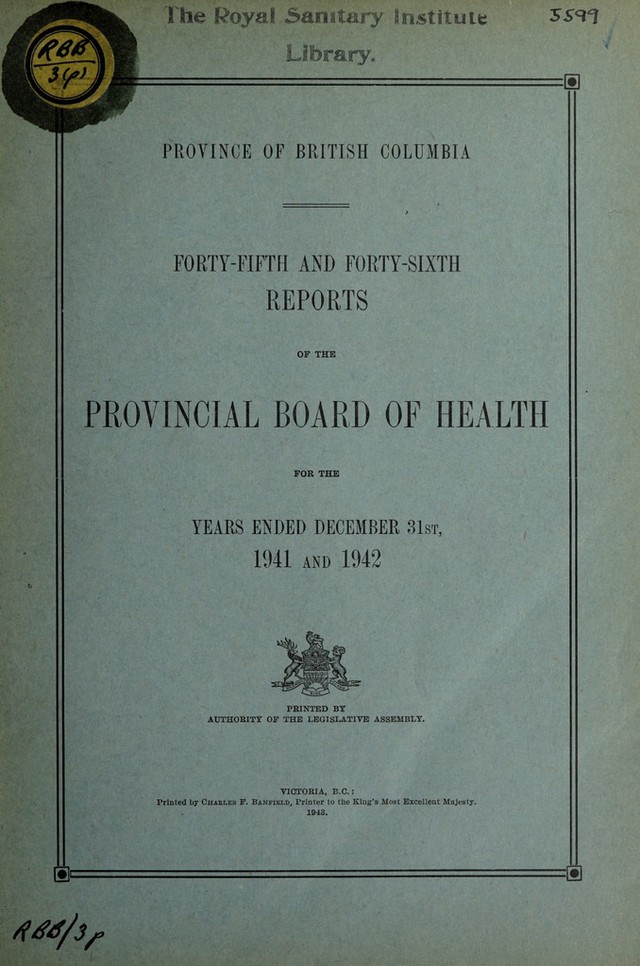 The Royal Sanitary Institute
Library.
5599
RBB
3(p)
PROVINCE OF BRITISH COLUMBIA
FORTY-FIFTH AND FORTY-SIXTH
REPORTS
OF THE
PROVINCIAL BOARD OF HEALTH
FOR THE
YEARS ENDED DECEMBER 31ST,
1941 AND 1942
PRINTED BY
AUTHORITY OF THE LEGISLATIVE ASSEMBLY.
VICTORIA, B.C.:
Printed by CHARLES F. BANFIELD, Printer to the King's Most Excellent Majesty.
1943.
RBB/3p